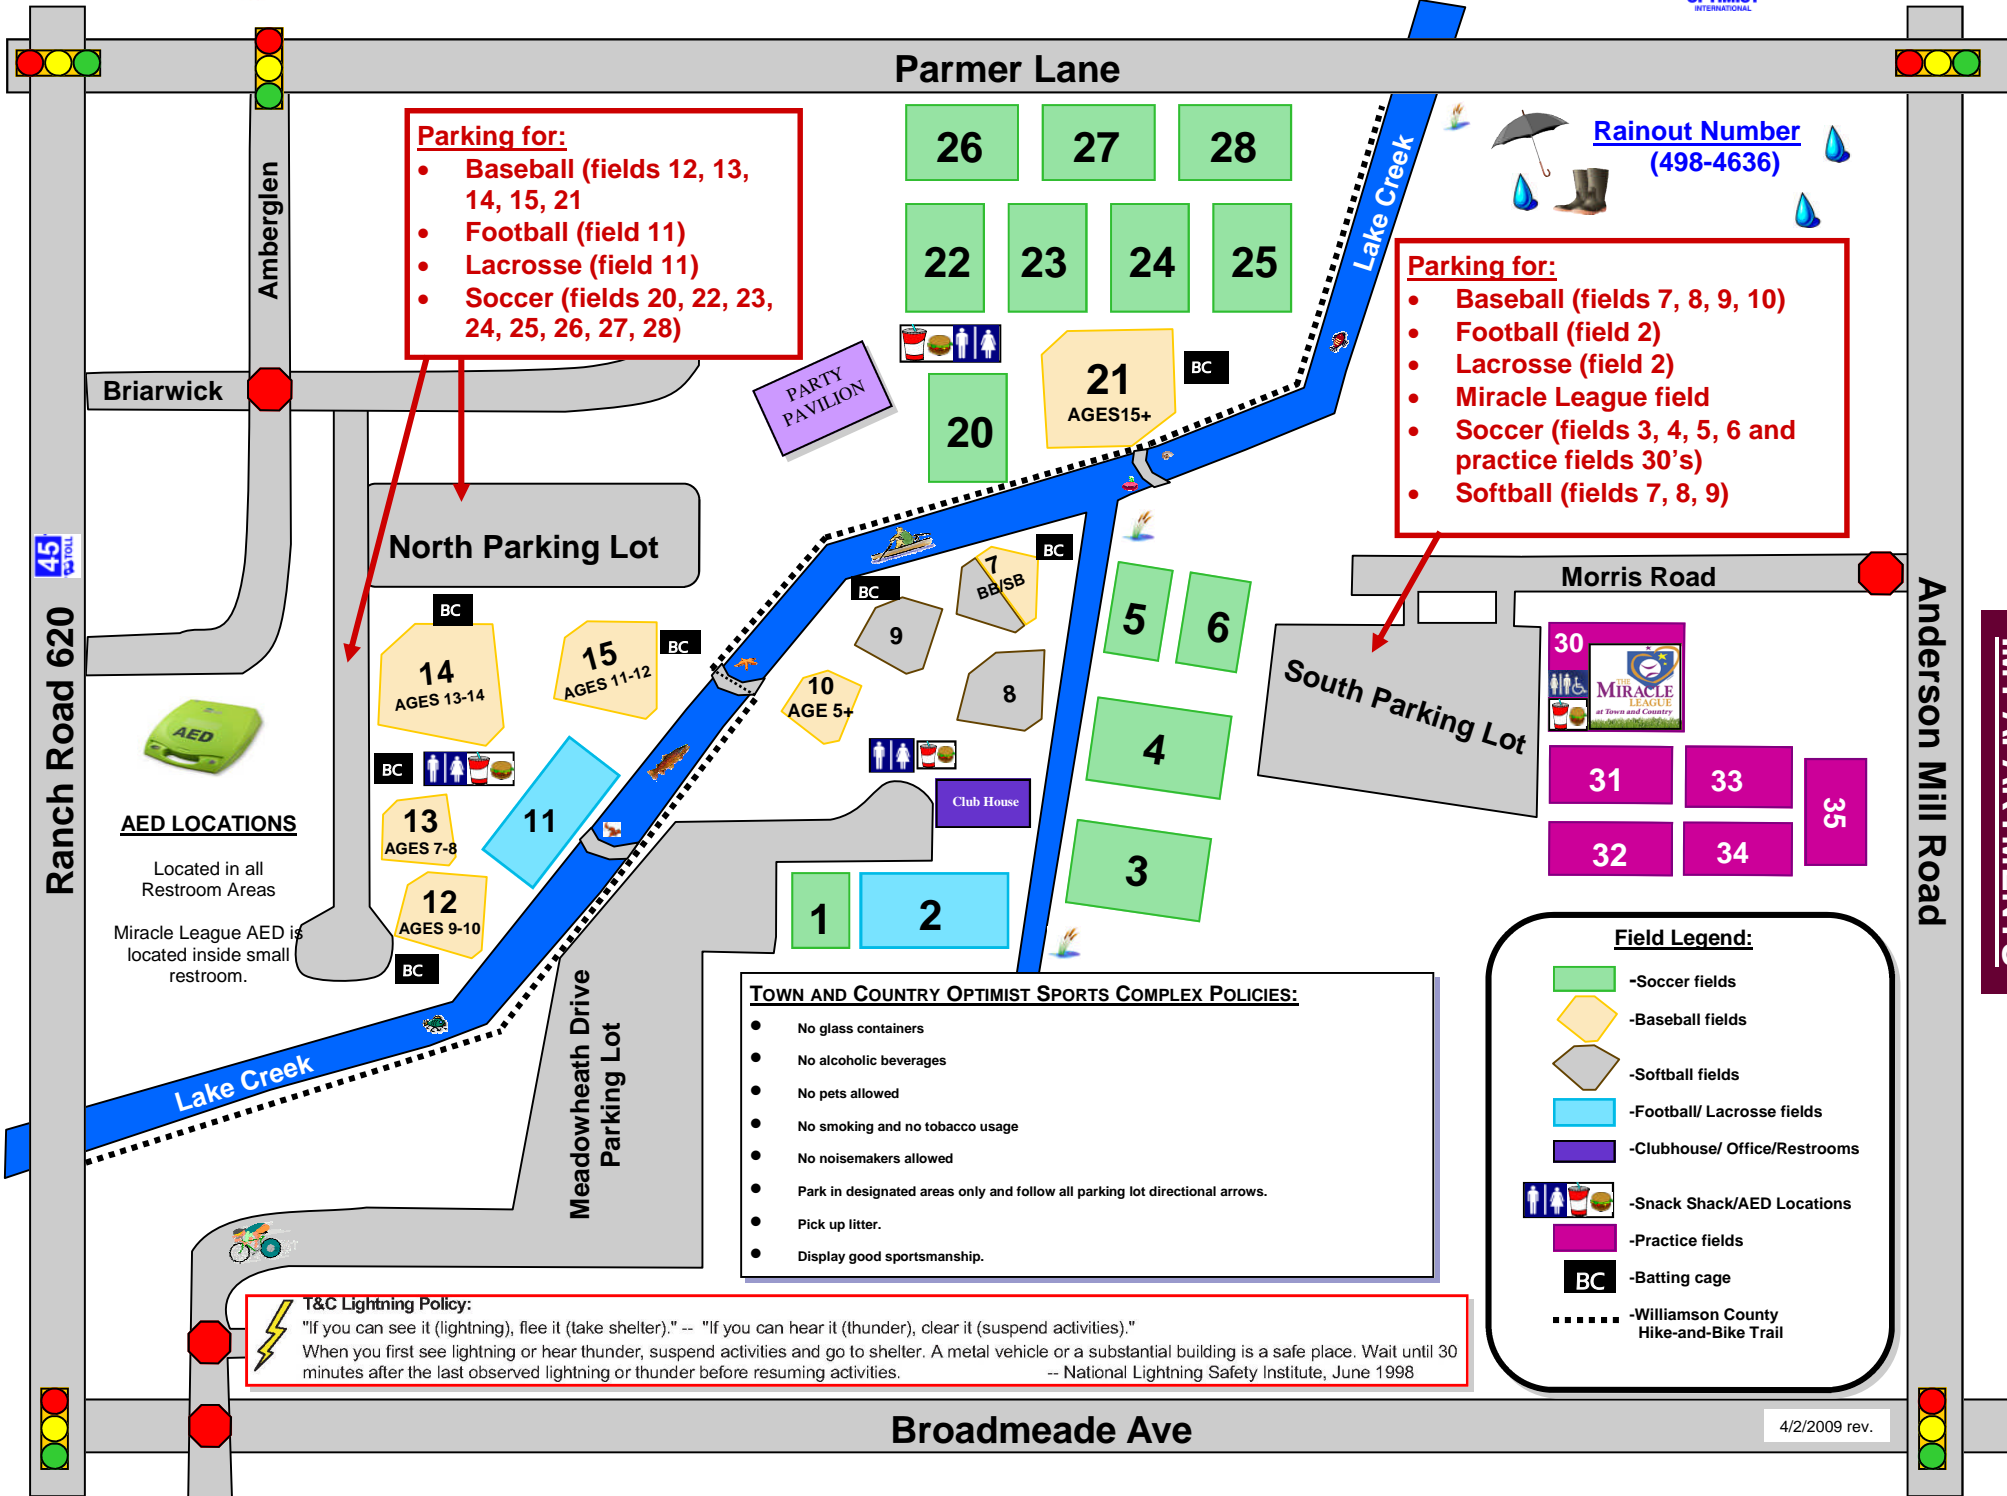 OPTIMIST
INTERNATIONAL
Parmer Lane
Amberglen
Parking for:
• Baseball (fields 12, 13,
14, 15, 21
• Football (field 11)
• Lacrosse (field 11)
• Soccer (fields 20, 22, 23,
24, 25, 26, 27, 28)
26
27
28
22
23
24
25
Lake Creek
Rainout Number
(498-4636)
Parking for:
• Baseball (fields 7, 8, 9, 10)
• Football (field 2)
• Lacrosse (field 2)
• Miracle League field
• Soccer (fields 3, 4, 5, 6 and
practice fields 30's)
• Softball (fields 7, 8, 9)
Briarwick
PARTY
PAVILION
20
21
AGES15+
BC
North Parking Lot
45
TOLL
Ranch Road 620
BC
14
AGES 13-14
15
AGES 11-12
BC
BC
9
7
BB/SB
BC
10
AGE 5+
8
5
6
4
3
South Parking Lot
Morris Road
Anderson Mill Road
30
THE
MIRACLE
LEAGUE
at Town and Country
31
33
35
32
34
AED
AED LOCATIONS
Located in all
Restroom Areas
Miracle League AED is
located inside small
restroom.
BC
13
AGES 7-8
11
12
AGES 9-10
BC
Club House
1
2
Lake Creek
Meadowheath Drive
Parking Lot
TOWN AND COUNTRY OPTIMIST SPORTS COMPLEX POLICIES:
• No glass containers
• No alcoholic beverages
• No pets allowed
• No smoking and no tobacco usage
• No noisemakers allowed
• Park in designated areas only and follow all parking lot directional arrows.
• Pick up litter.
• Display good sportsmanship.
Field Legend:
-Soccer fields
-Baseball fields
-Softball fields
-Football/ Lacrosse fields
-Clubhouse/ Office/Restrooms
-Snack Shack/AED Locations
-Practice fields
BC -Batting cage
-Williamson County
Hike-and-Bike Trail
T&C Lightning Policy:
"If you can see it (lightning), flee it (take shelter)." -- "If you can hear it (thunder), clear it (suspend activities)."
When you first see lightning or hear thunder, suspend activities and go to shelter. A metal vehicle or a substantial building is a safe place. Wait until 30
minutes after the last observed lightning or thunder before resuming activities. -- National Lightning Safety Institute, June 1998
Broadmeade Ave
4/2/2009 rev.